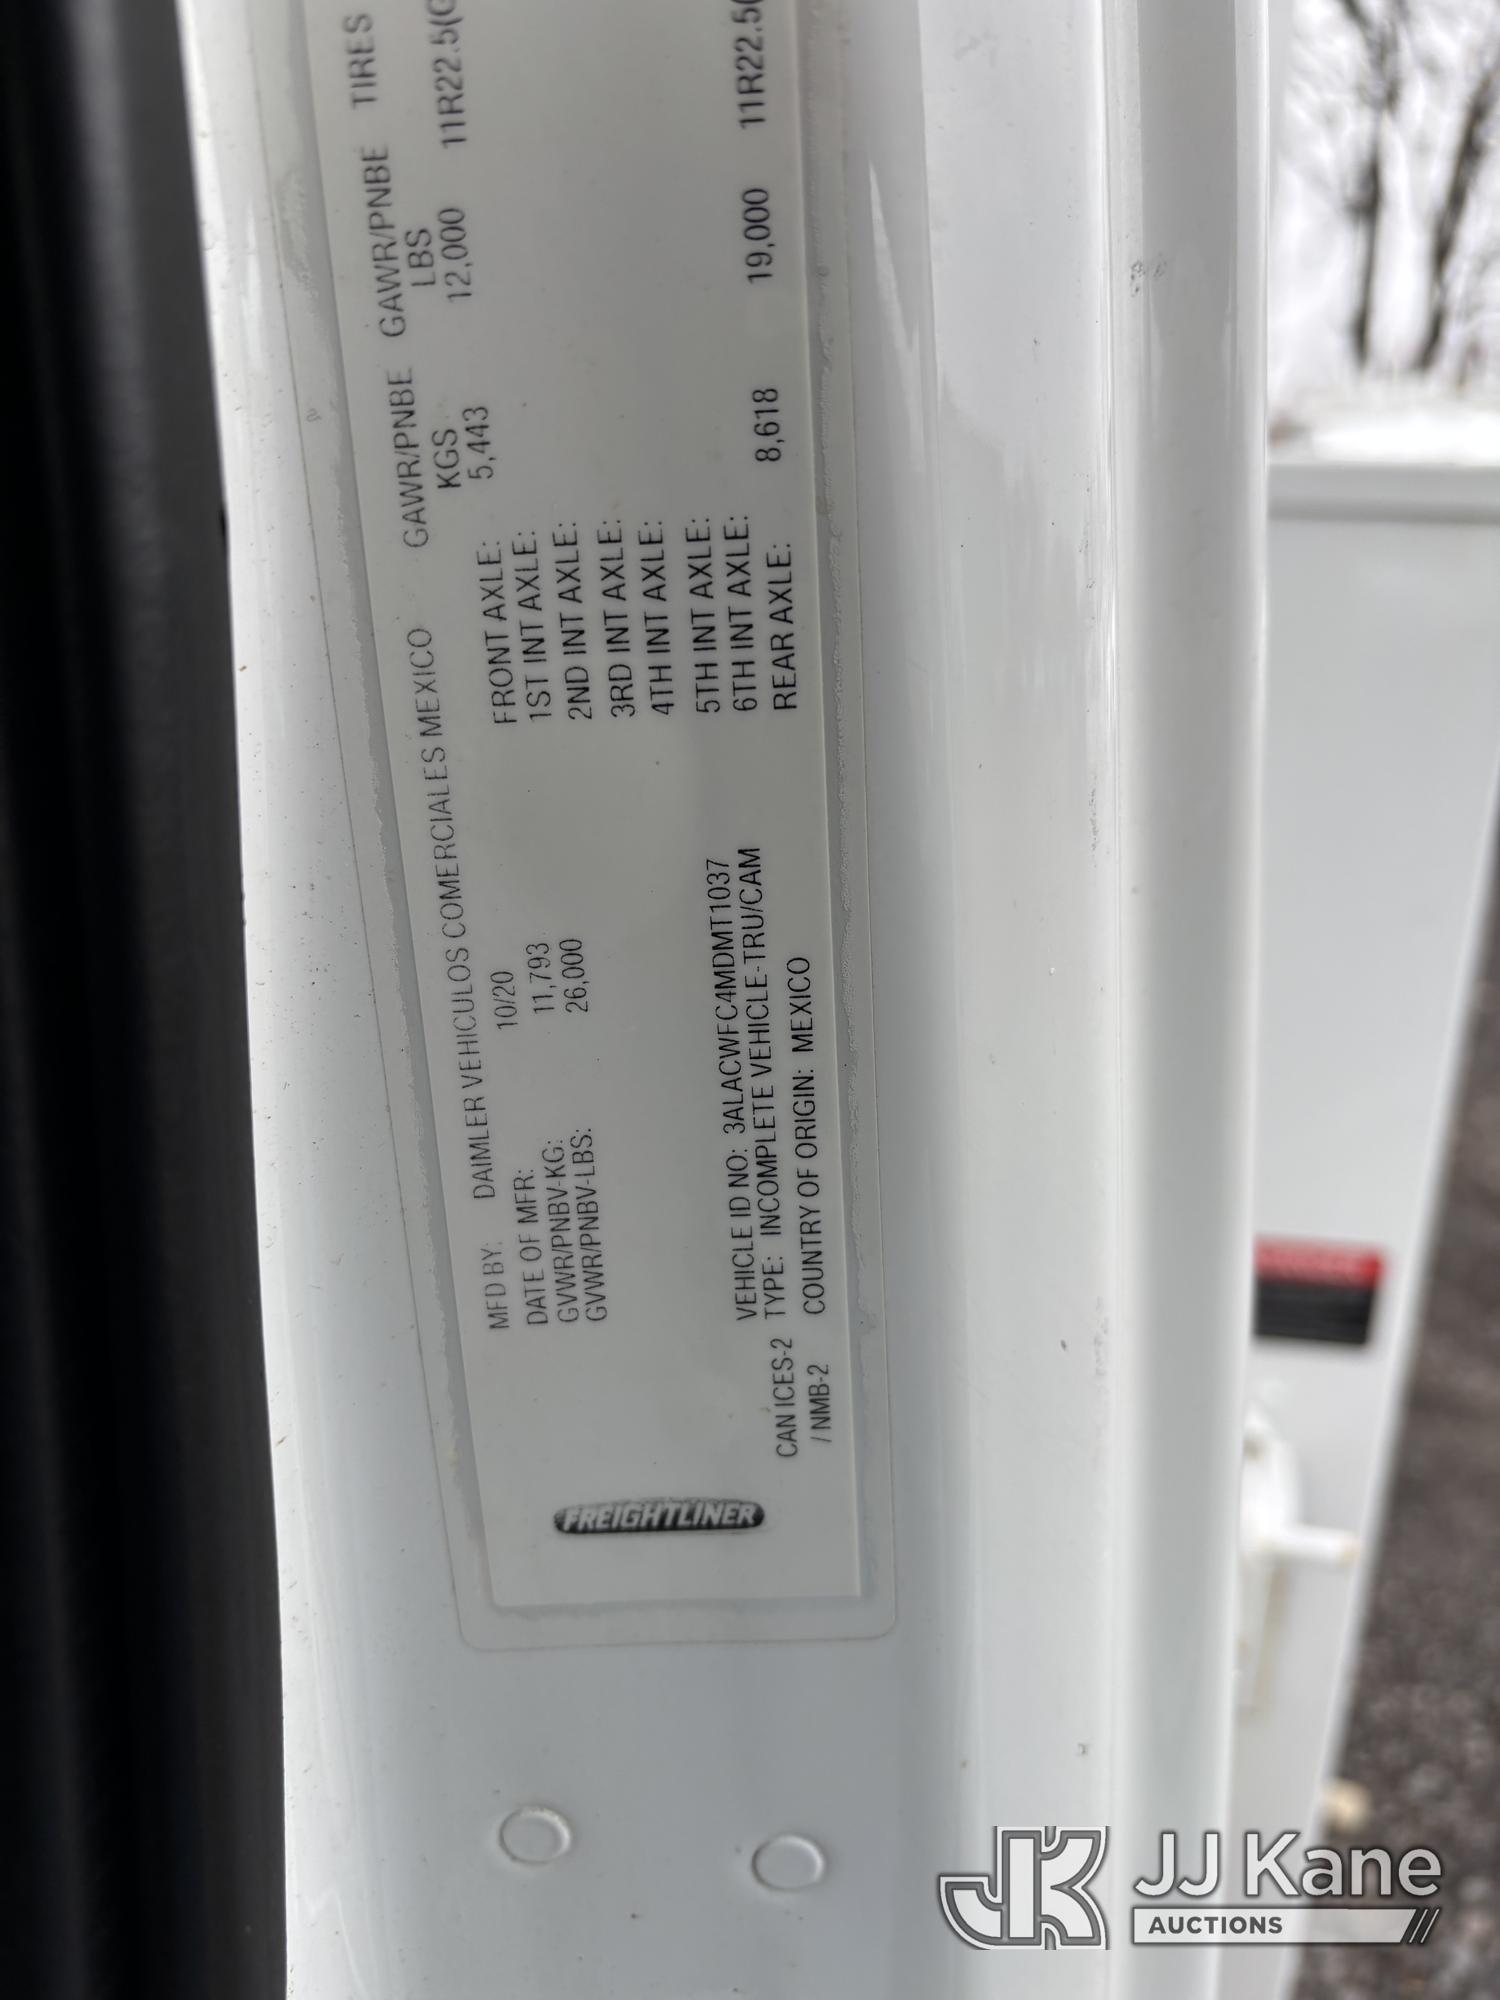 FREIGHTLINER
MFD BY: DAIMLER VEHICULOS COMERCIALES MEXICO
DATE OF MFR: 10/20
GVWR/PNBV-KG: 11,793
GVWR/PNBV-LBS: 26,000
VEHICLE ID NO: 3ALACWFC4MDMT1037
CAN ICES-2 TYPE: INCOMPLETE VEHICLE-TRU/CAM
/ NMB-2 COUNTRY OF ORIGIN: MEXICO
GAWR/PNBE GAWR/PNBE TIRES
KGS LBS
FRONT AXLE: 5,443 12,000 11R22.5(G
1ST INT AXLE:
2ND INT AXLE:
3RD INT AXLE:
4TH INT AXLE:
5TH INT AXLE:
6TH INT AXLE:
REAR AXLE: 8,618 19,000 11R22.5(
JK JJ Kane
AUCTIONS